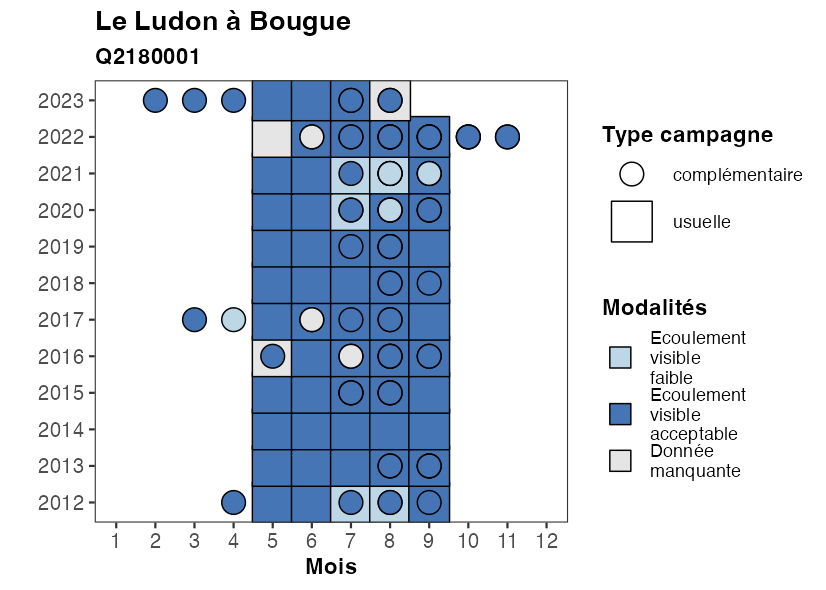 Le Ludon à Bougue
Q2180001
2023
2022
2021
2020
2019
2018
2017
2016
2015
2014
2013
2012
1 2 3 4 5 6 7 8 9 10 11 12
Mois
Type campagne
complémentaire
usuelle
Modalités
Ecoulement
visible
faible
Ecoulement
visible
acceptable
Donnée
manquante